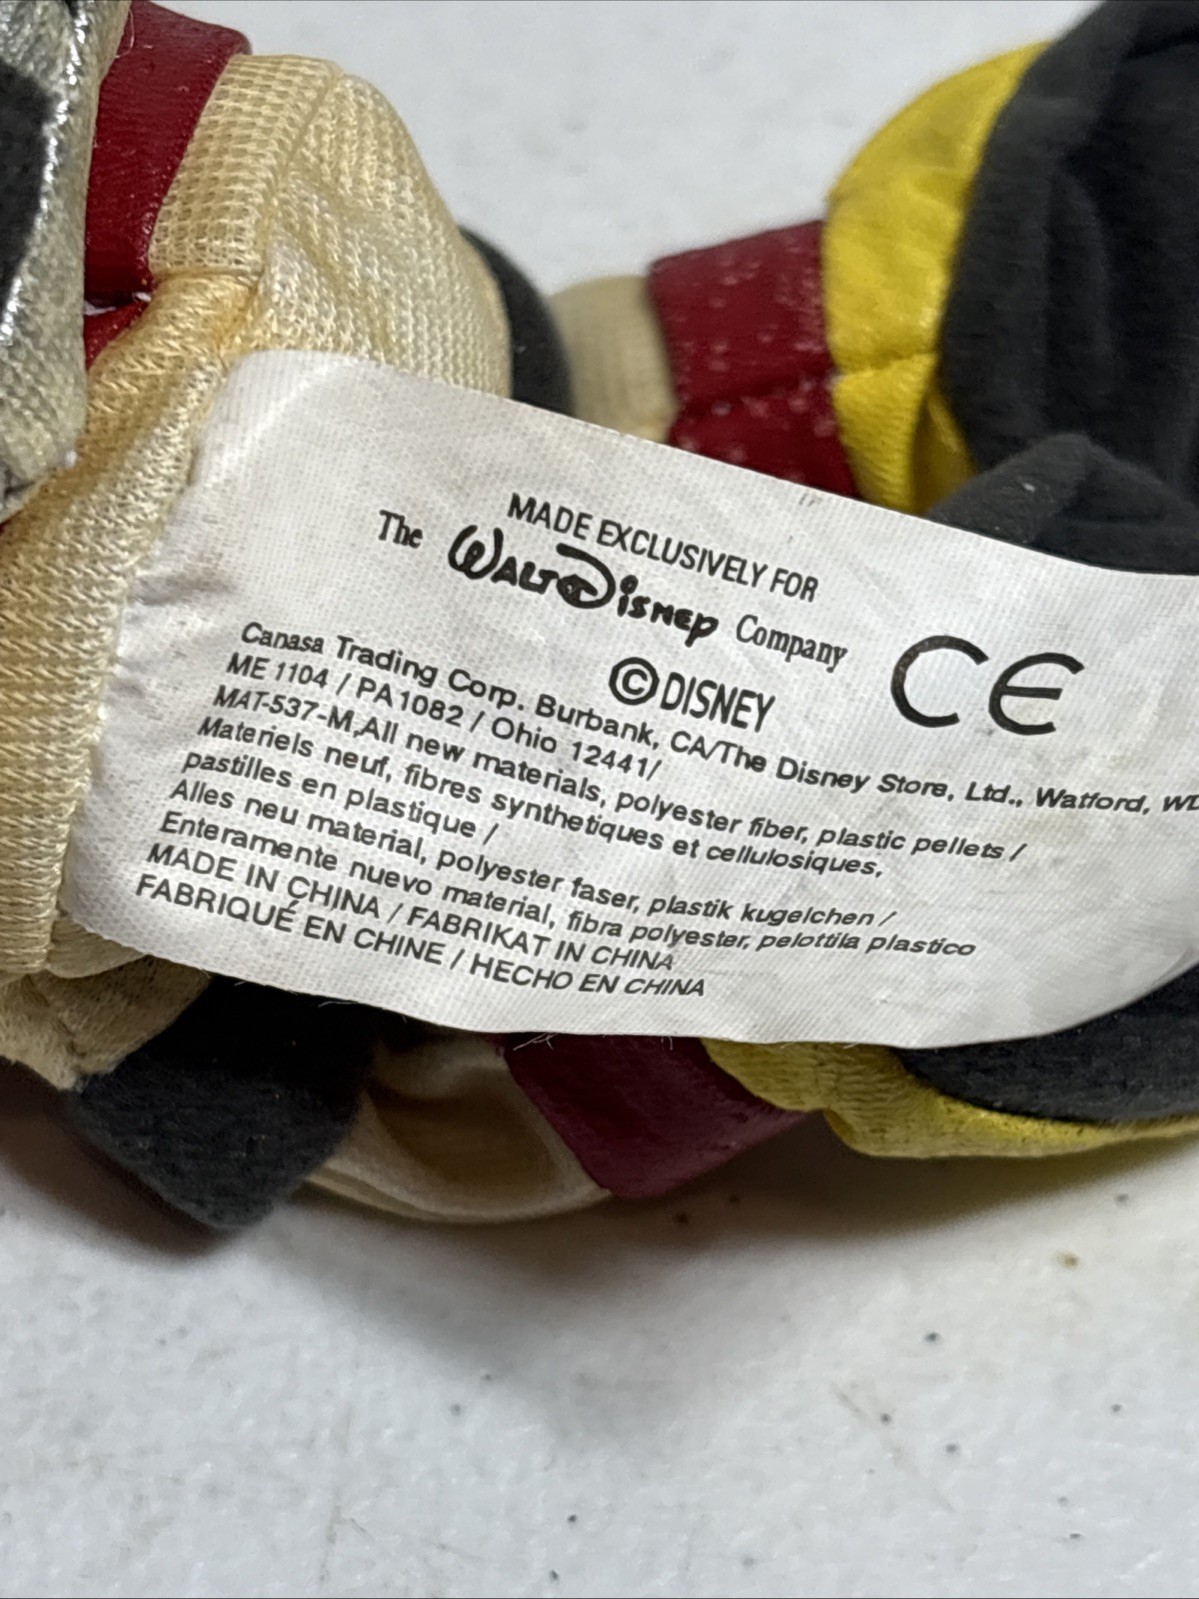 MADE EXCLUSIVELY FOR
The WALT DISNEY Company
CE
© DISNEY
Canasa Trading Corp. Burbank, CA/The Disney Store, Ltd., Watford, WD
ME 1104 / PA1082 / Ohio 12441/
MAT-537-M,All new materials, polyester fiber, plastic pellets /
Materiels neuf, fibres synthetiques et cellulosiques,
pastilles en plastique /
Alles neu material, polyester faser, plastik kugelchen /
Enteramente nuevo material, fibra polyester, pelottila plastico
MADE IN CHINA / FABRIKAT IN CHINA
FABRIQUÉ EN CHINE / HECHO EN CHINA